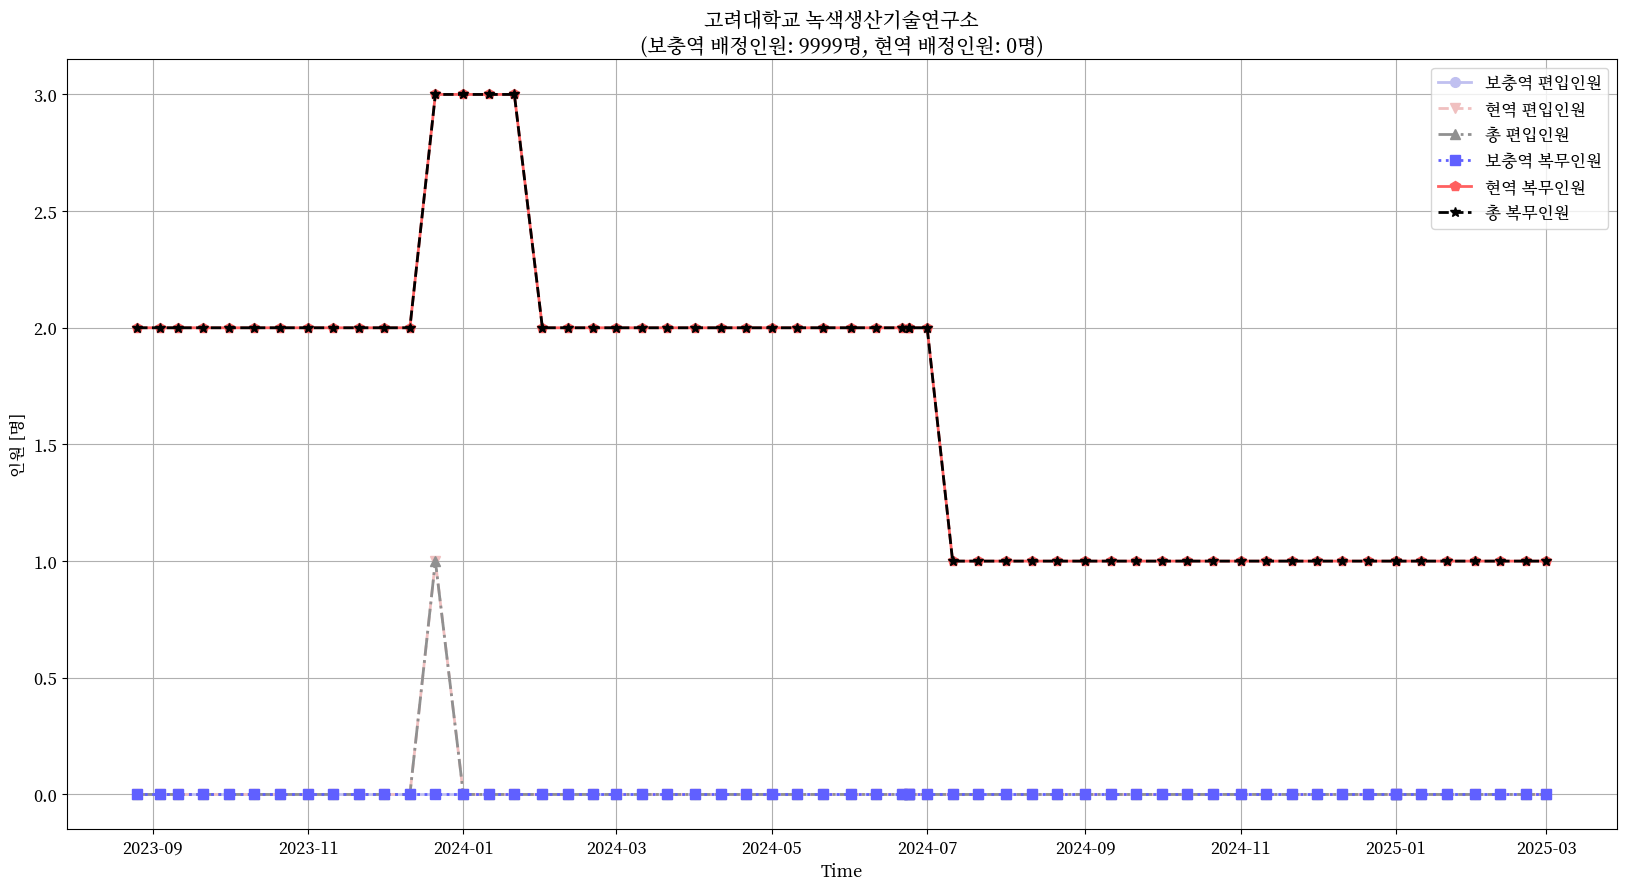 고려대학교 녹색생산기술연구소
(보충역 배정인원: 9999명, 현역 배정인원: 0명)
보충역 편입인원
현역 편입인원
총 편입인원
보충역 복무인원
현역 복무인원
총 복무인원
인원 [명]
3.0
2.5
2.0
1.5
1.0
0.5
0.0
2023-09
2023-11
2024-01
2024-03
2024-05
2024-07
2024-09
2024-11
2025-01
2025-03
Time